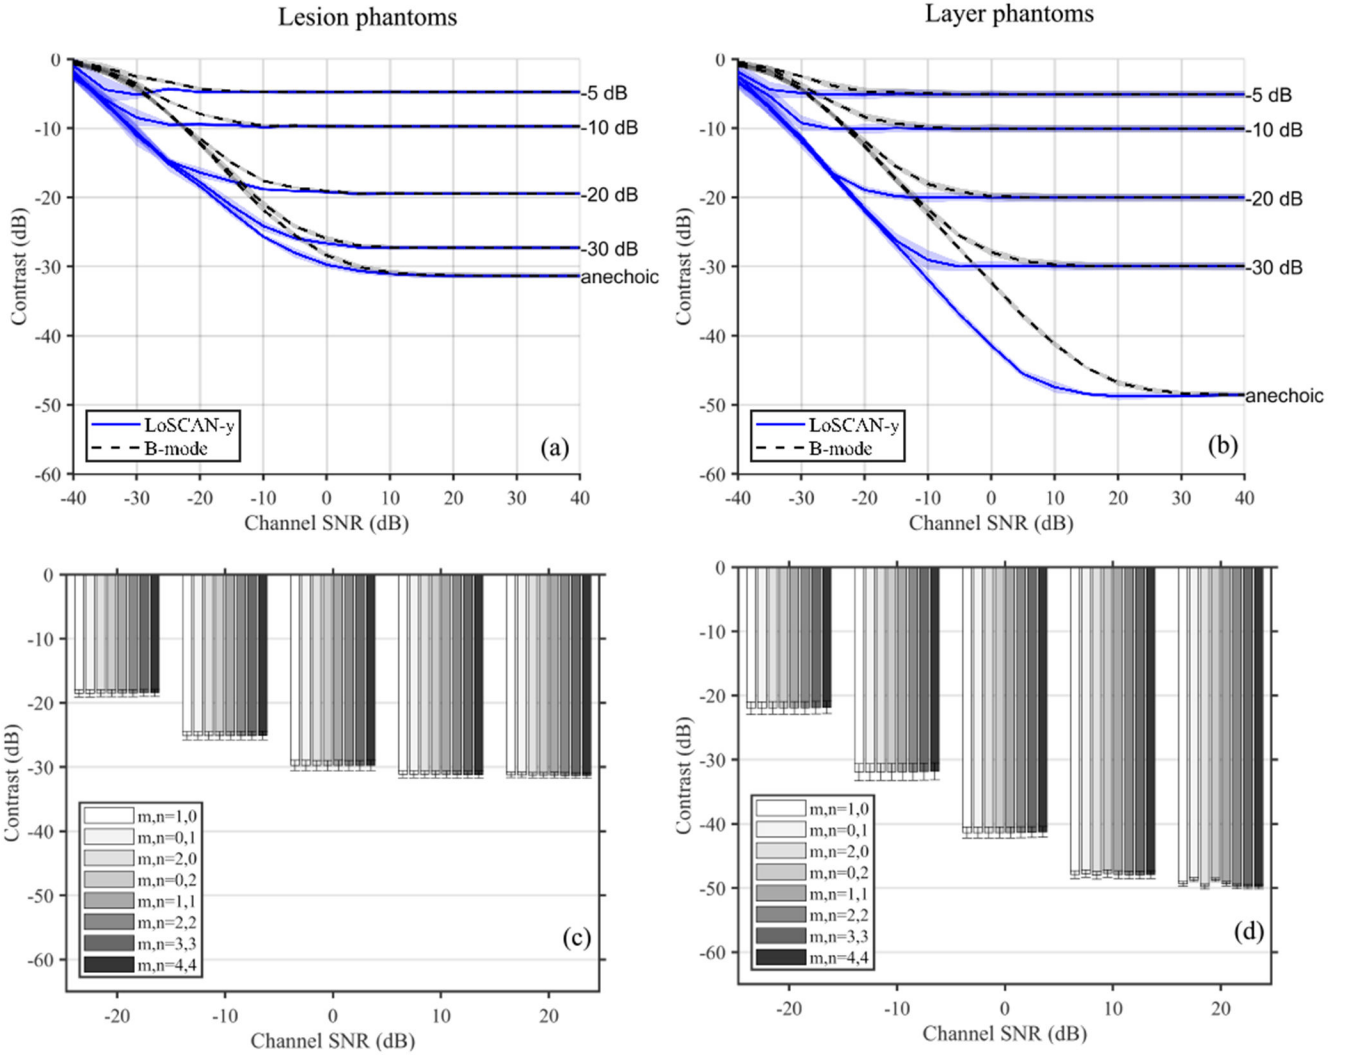 Lesion phantoms
Layer phantoms
0
-10
-20
-30
-40
-50
-60
Contrast (dB)
-5 dB
-10 dB
-20 dB
-30 dB
anechoic
LoSCAN-y
B-mode
(a)
-40 -30 -20 -10 0 10 20 30 40
Channel SNR (dB)
0
-10
-20
-30
-40
-50
-60
Contrast (dB)
-5 dB
-10 dB
-20 dB
-30 dB
anechoic
LoSCAN-y
B-mode
(b)
-40 -30 -20 -10 0 10 20 30 40
Channel SNR (dB)
0
-10
-20
-30
-40
-50
-60
Contrast (dB)
m,n=1,0
m,n=0,1
m,n=2,0
m,n=0,2
m,n=1,1
m,n=2,2
m,n=3,3
m,n=4,4
(c)
-20 -10 0 10 20
Channel SNR (dB)
0
-10
-20
-30
-40
-50
-60
Contrast (dB)
m,n=1,0
m,n=0,1
m,n=2,0
m,n=0,2
m,n=1,1
m,n=2,2
m,n=3,3
m,n=4,4
(d)
-20 -10 0 10 20
Channel SNR (dB)